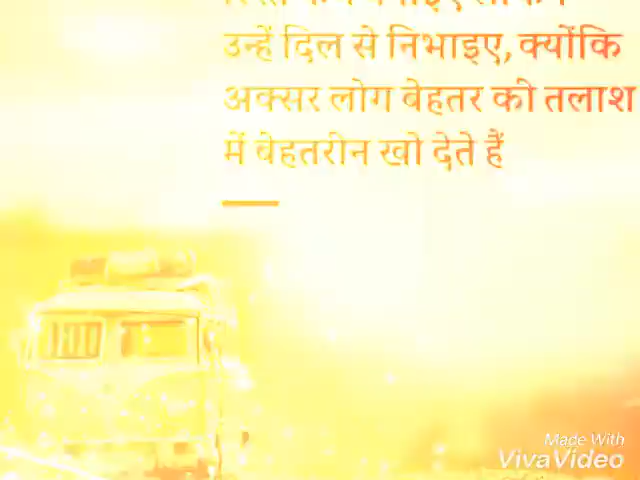 उन्हें दिल से निभाइए, क्योंकि
अक्सर लोग बेहतर की तलाश
में बेहतरीन खो देते हैं
Made With
VivaVideo